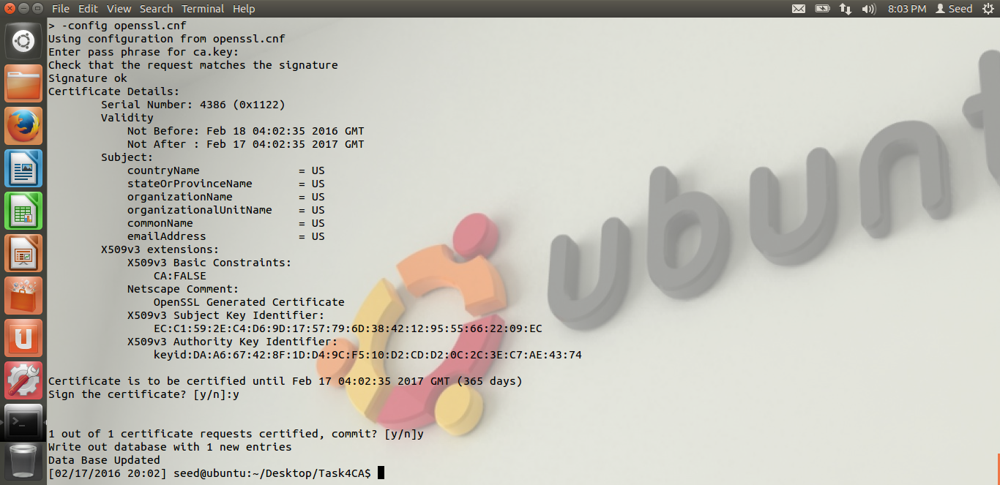 File Edit View Search Terminal Help 8:03 PM Seed
> -config openssl.cnf
Using configuration from openssl.cnf
Enter pass phrase for ca.key:
Check that the request matches the signature
Signature ok
Certificate Details:
Serial Number: 4386 (0x1122)
Validity
Not Before: Feb 18 04:02:35 2016 GMT
Not After : Feb 17 04:02:35 2017 GMT
Subject:
countryName = US
stateOrProvinceName = US
organizationName = US
organizationalUnitName = US
commonName = US
emailAddress = US
X509v3 extensions:
X509v3 Basic Constraints:
CA:FALSE
Netscape Comment:
OpenSSL Generated Certificate
X509v3 Subject Key Identifier:
EC:C1:59:2E:C4:D6:9D:17:57:79:6D:38:42:12:95:55:66:22:09:EC
X509v3 Authority Key Identifier:
keyid:DA:A6:67:42:8F:1D:D4:9C:F5:10:D2:CD:D2:0C:2C:3E:C7:AE:43:74
Certificate is to be certified until Feb 17 04:02:35 2017 GMT (365 days)
Sign the certificate? [y/n]:y
1 out of 1 certificate requests certified, commit? [y/n]y
Write out database with 1 new entries
Data Base Updated
[02/17/2016 20:02] seed@ubuntu:~/Desktop/Task4CA$
ubunt